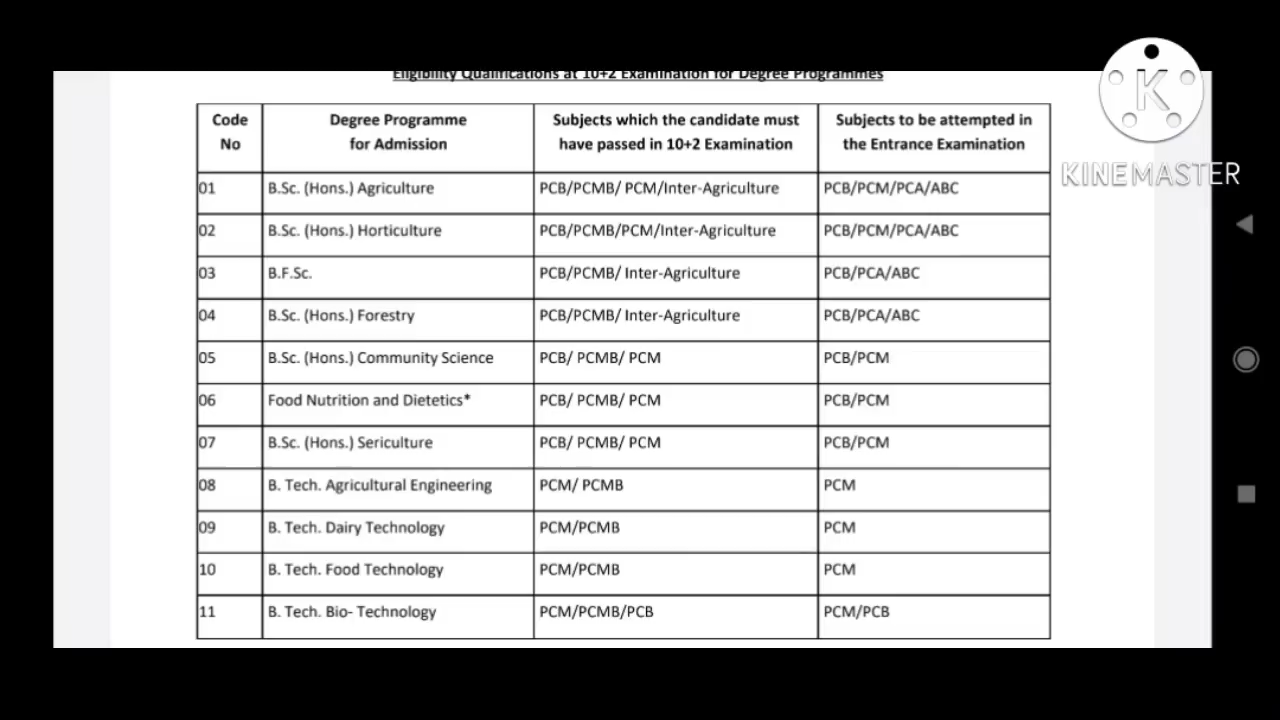 Eligibility Qualifications at 10+2 Examination for Degree Programmes
Code No | Degree Programme for Admission | Subjects which the candidate must have passed in 10+2 Examination | Subjects to be attempted in the Entrance Examination
01 | B.Sc. (Hons.) Agriculture | PCB/PCMB/ PCM/Inter-Agriculture | PCB/PCM/PCA/ABC
02 | B.Sc. (Hons.) Horticulture | PCB/PCMB/PCM/Inter-Agriculture | PCB/PCM/PCA/ABC
03 | B.F.Sc. | PCB/PCMB/ Inter-Agriculture | PCB/PCA/ABC
04 | B.Sc. (Hons.) Forestry | PCB/PCMB/ Inter-Agriculture | PCB/PCA/ABC
05 | B.Sc. (Hons.) Community Science | PCB/ PCMB/ PCM | PCB/PCM
06 | Food Nutrition and Dietetics* | PCB/ PCMB/ PCM | PCB/PCM
07 | B.Sc. (Hons.) Sericulture | PCB/ PCMB/ PCM | PCB/PCM
08 | B. Tech. Agricultural Engineering | PCM/ PCMB | PCM
09 | B. Tech. Dairy Technology | PCM/PCMB | PCM
10 | B. Tech. Food Technology | PCM/PCMB | PCM
11 | B. Tech. Bio- Technology | PCM/PCMB/PCB | PCM/PCB
K
KINEMASTER